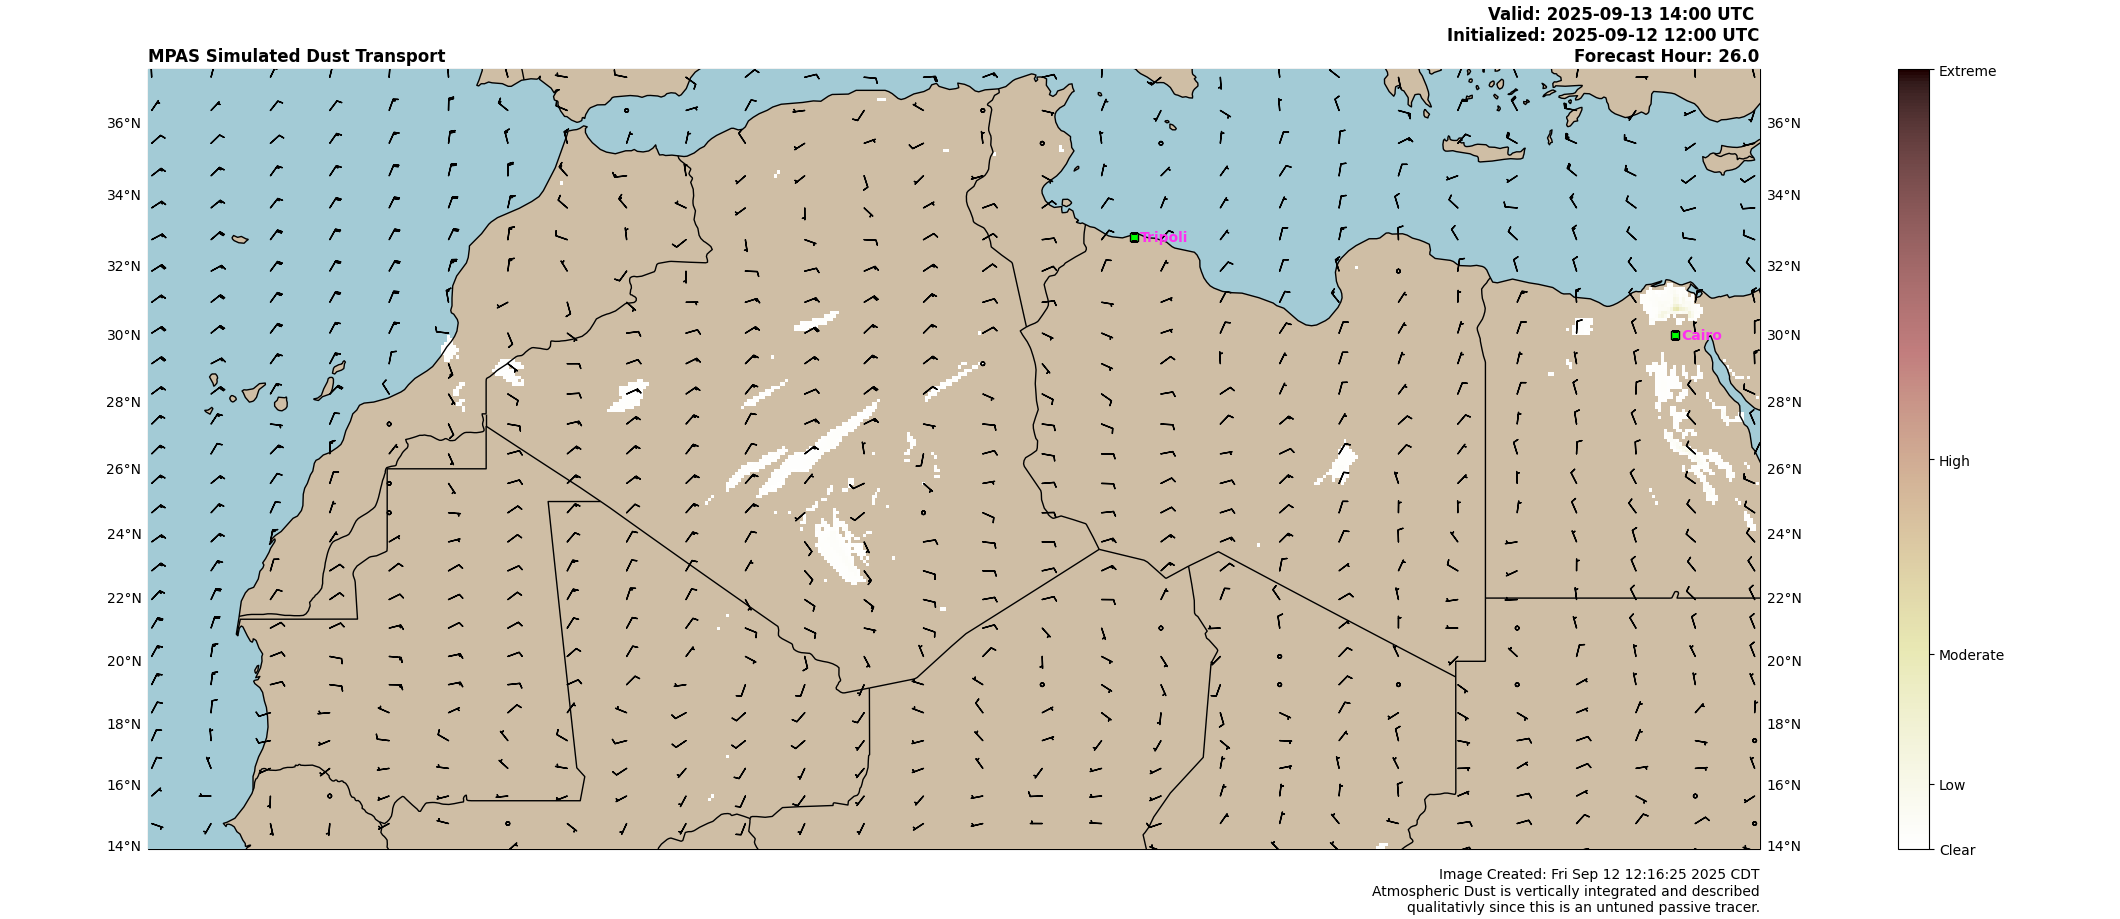 Valid: 2025-09-13 14:00 UTC
Initialized: 2025-09-12 12:00 UTC
MPAS Simulated Dust Transport
Forecast Hour: 26.0
Extreme
36°N
36°N
34°N
34°N
Tripoli
32°N
32°N
30°N
Cairo
30°N
28°N
28°N
26°N
26°N
High
24°N
24°N
22°N
22°N
20°N
20°N
Moderate
18°N
18°N
16°N
16°N
Low
14°N
14°N
Clear
Image Created: Fri Sep 12 12:16:25 2025 CDT
Atmospheric Dust is vertically integrated and described
qualitativly since this is an untuned passive tracer.